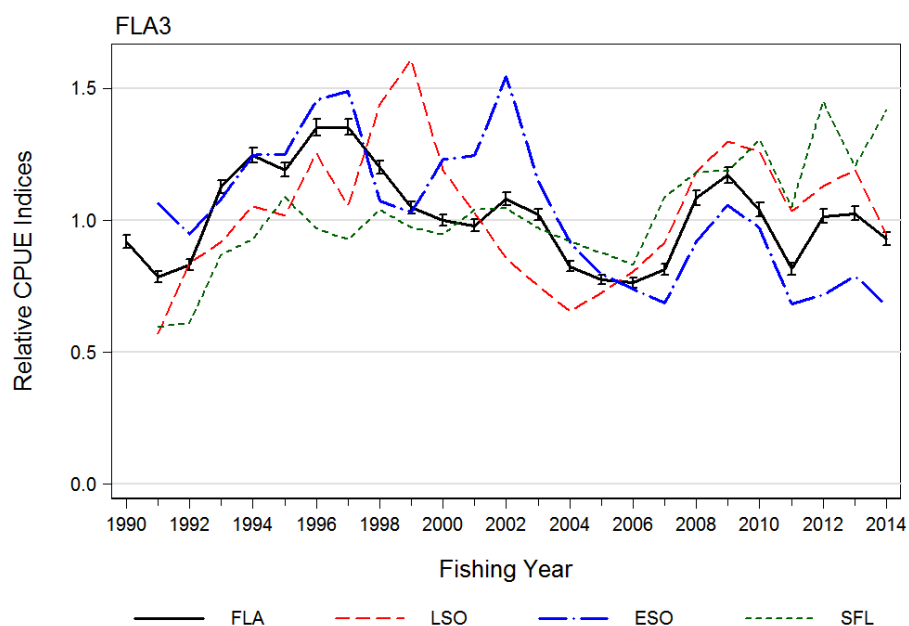 FLA3
Relative CPUE Indices
1.5
1.0
0.5
0.0
1990 1992 1994 1996 1998 2000 2002 2004 2006 2008 2010 2012 2014
Fishing Year
FLA LSO ESO SFL